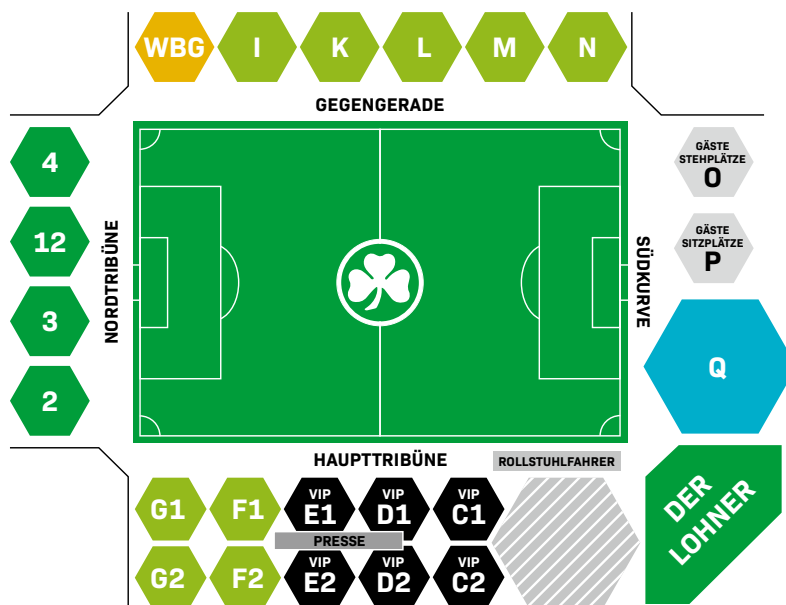 WBG I K L M N
GEGENGERADE
4
12
3
2
NORDTRIBÜNE
SÜDKURVE
GÄSTE
STEHPLÄTZE
O
GÄSTE
SITZPLÄTZE
P
Q
HAUPTTRIBÜNE
ROLLSTUHLFAHRER
G1 F1
VIP
E1
VIP
D1
VIP
C1
PRESSE
G2 F2
VIP
E2
VIP
D2
VIP
C2
DER
LOHNER